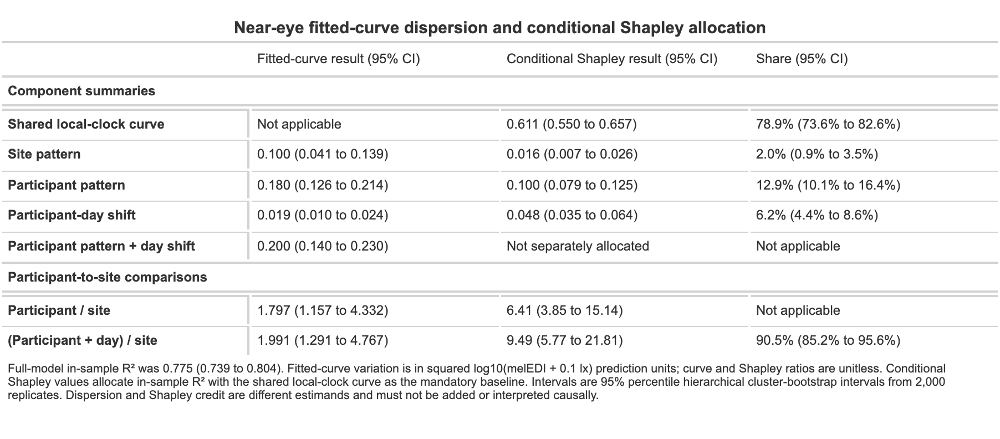 Near-eye fitted-curve dispersion and conditional Shapley allocation
Fitted-curve result (95% CI) Conditional Shapley result (95% CI) Share (95% CI)
Component summaries
Shared local-clock curve Not applicable 0.611 (0.550 to 0.657) 78.9% (73.6% to 82.6%)
Site pattern 0.100 (0.041 to 0.139) 0.016 (0.007 to 0.026) 2.0% (0.9% to 3.5%)
Participant pattern 0.180 (0.126 to 0.214) 0.100 (0.079 to 0.125) 12.9% (10.1% to 16.4%)
Participant-day shift 0.019 (0.010 to 0.024) 0.048 (0.035 to 0.064) 6.2% (4.4% to 8.6%)
Participant pattern + day shift 0.200 (0.140 to 0.230) Not separately allocated Not applicable
Participant-to-site comparisons
Participant / site 1.797 (1.157 to 4.332) 6.41 (3.85 to 15.14) Not applicable
(Participant + day) / site 1.991 (1.291 to 4.767) 9.49 (5.77 to 21.81) 90.5% (85.2% to 95.6%)
Full-model in-sample R² was 0.775 (0.739 to 0.804). Fitted-curve variation is in squared log10(melEDI + 0.1 lx) prediction units; curve and Shapley ratios are unitless. Conditional
Shapley values allocate in-sample R² with the shared local-clock curve as the mandatory baseline. Intervals are 95% percentile hierarchical cluster-bootstrap intervals from 2,000
replicates. Dispersion and Shapley credit are different estimands and must not be added or interpreted causally.